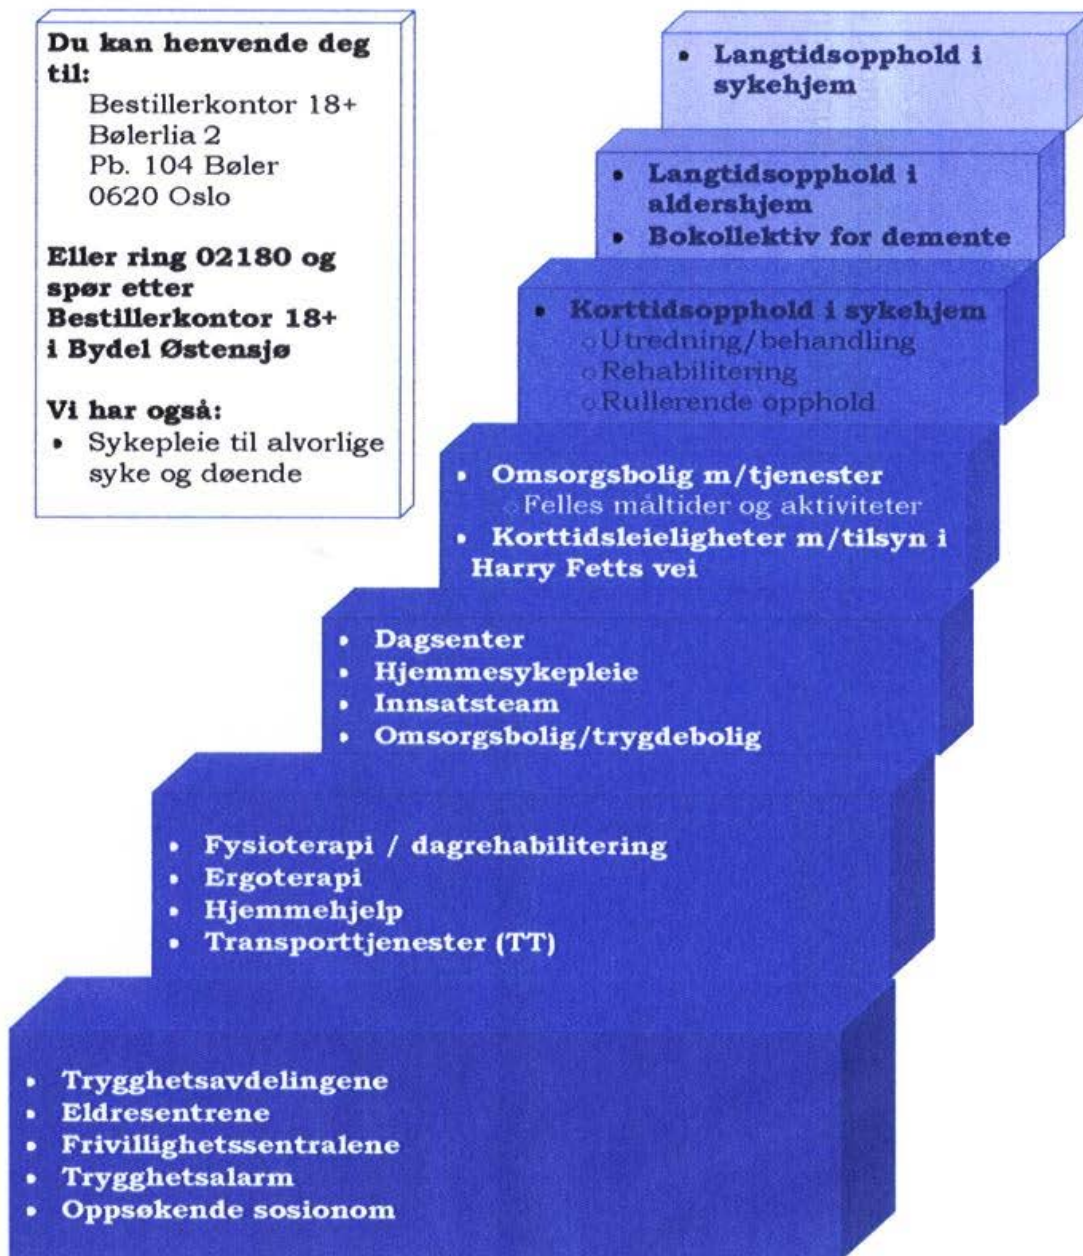 Du kan henvende deg
til:
Bestillerkontor 18+
Bølerlia 2
Pb. 104 Bøler
0620 Oslo
Eller ring 02180 og
spør etter
Bestillerkontor 18+
i Bydel Østensjø
Vi har også:
• Sykepleie til alvorlige
syke og døende
• Langtidsopphold i
sykehjem
• Langtidsopphold i
aldershjem
• Bokollektiv for demente
• Korttidsopphold i sykehjem
○ Utredning/behandling
○ Rehabilitering
○ Rullerende opphold
• Omsorgsbolig m/tjenester
○ Felles måltider og aktiviteter
• Korttidsleieligheter m/tilsyn i
Harry Fetts vei
• Dagsenter
• Hjemmesykepleie
• Innsatsteam
• Omsorgsbolig/trygdebolig
• Fysioterapi / dagrehabilitering
• Ergoterapi
• Hjemmehjelp
• Transporttjenester (TT)
• Trygghetsavdelingene
• Eldresentrene
• Frivillighetssentralene
• Trygghetsalarm
• Oppsøkende sosionom